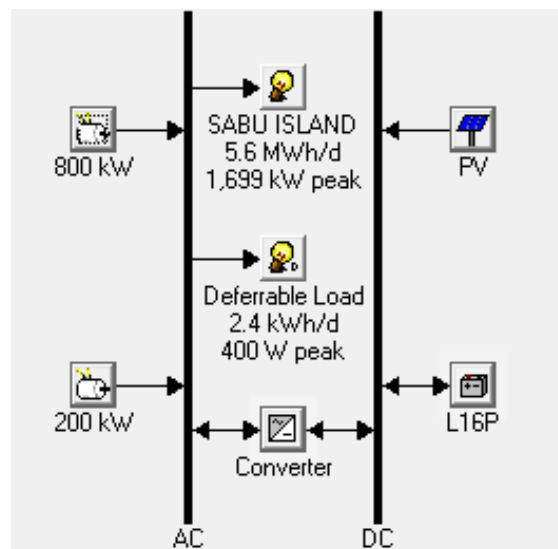 800 kW
SABU ISLAND
5.6 MWh/d
1,699 kW peak
PV
Deferrable Load
2.4 kWh/d
400 W peak
200 kW
Converter
L16P
AC
DC